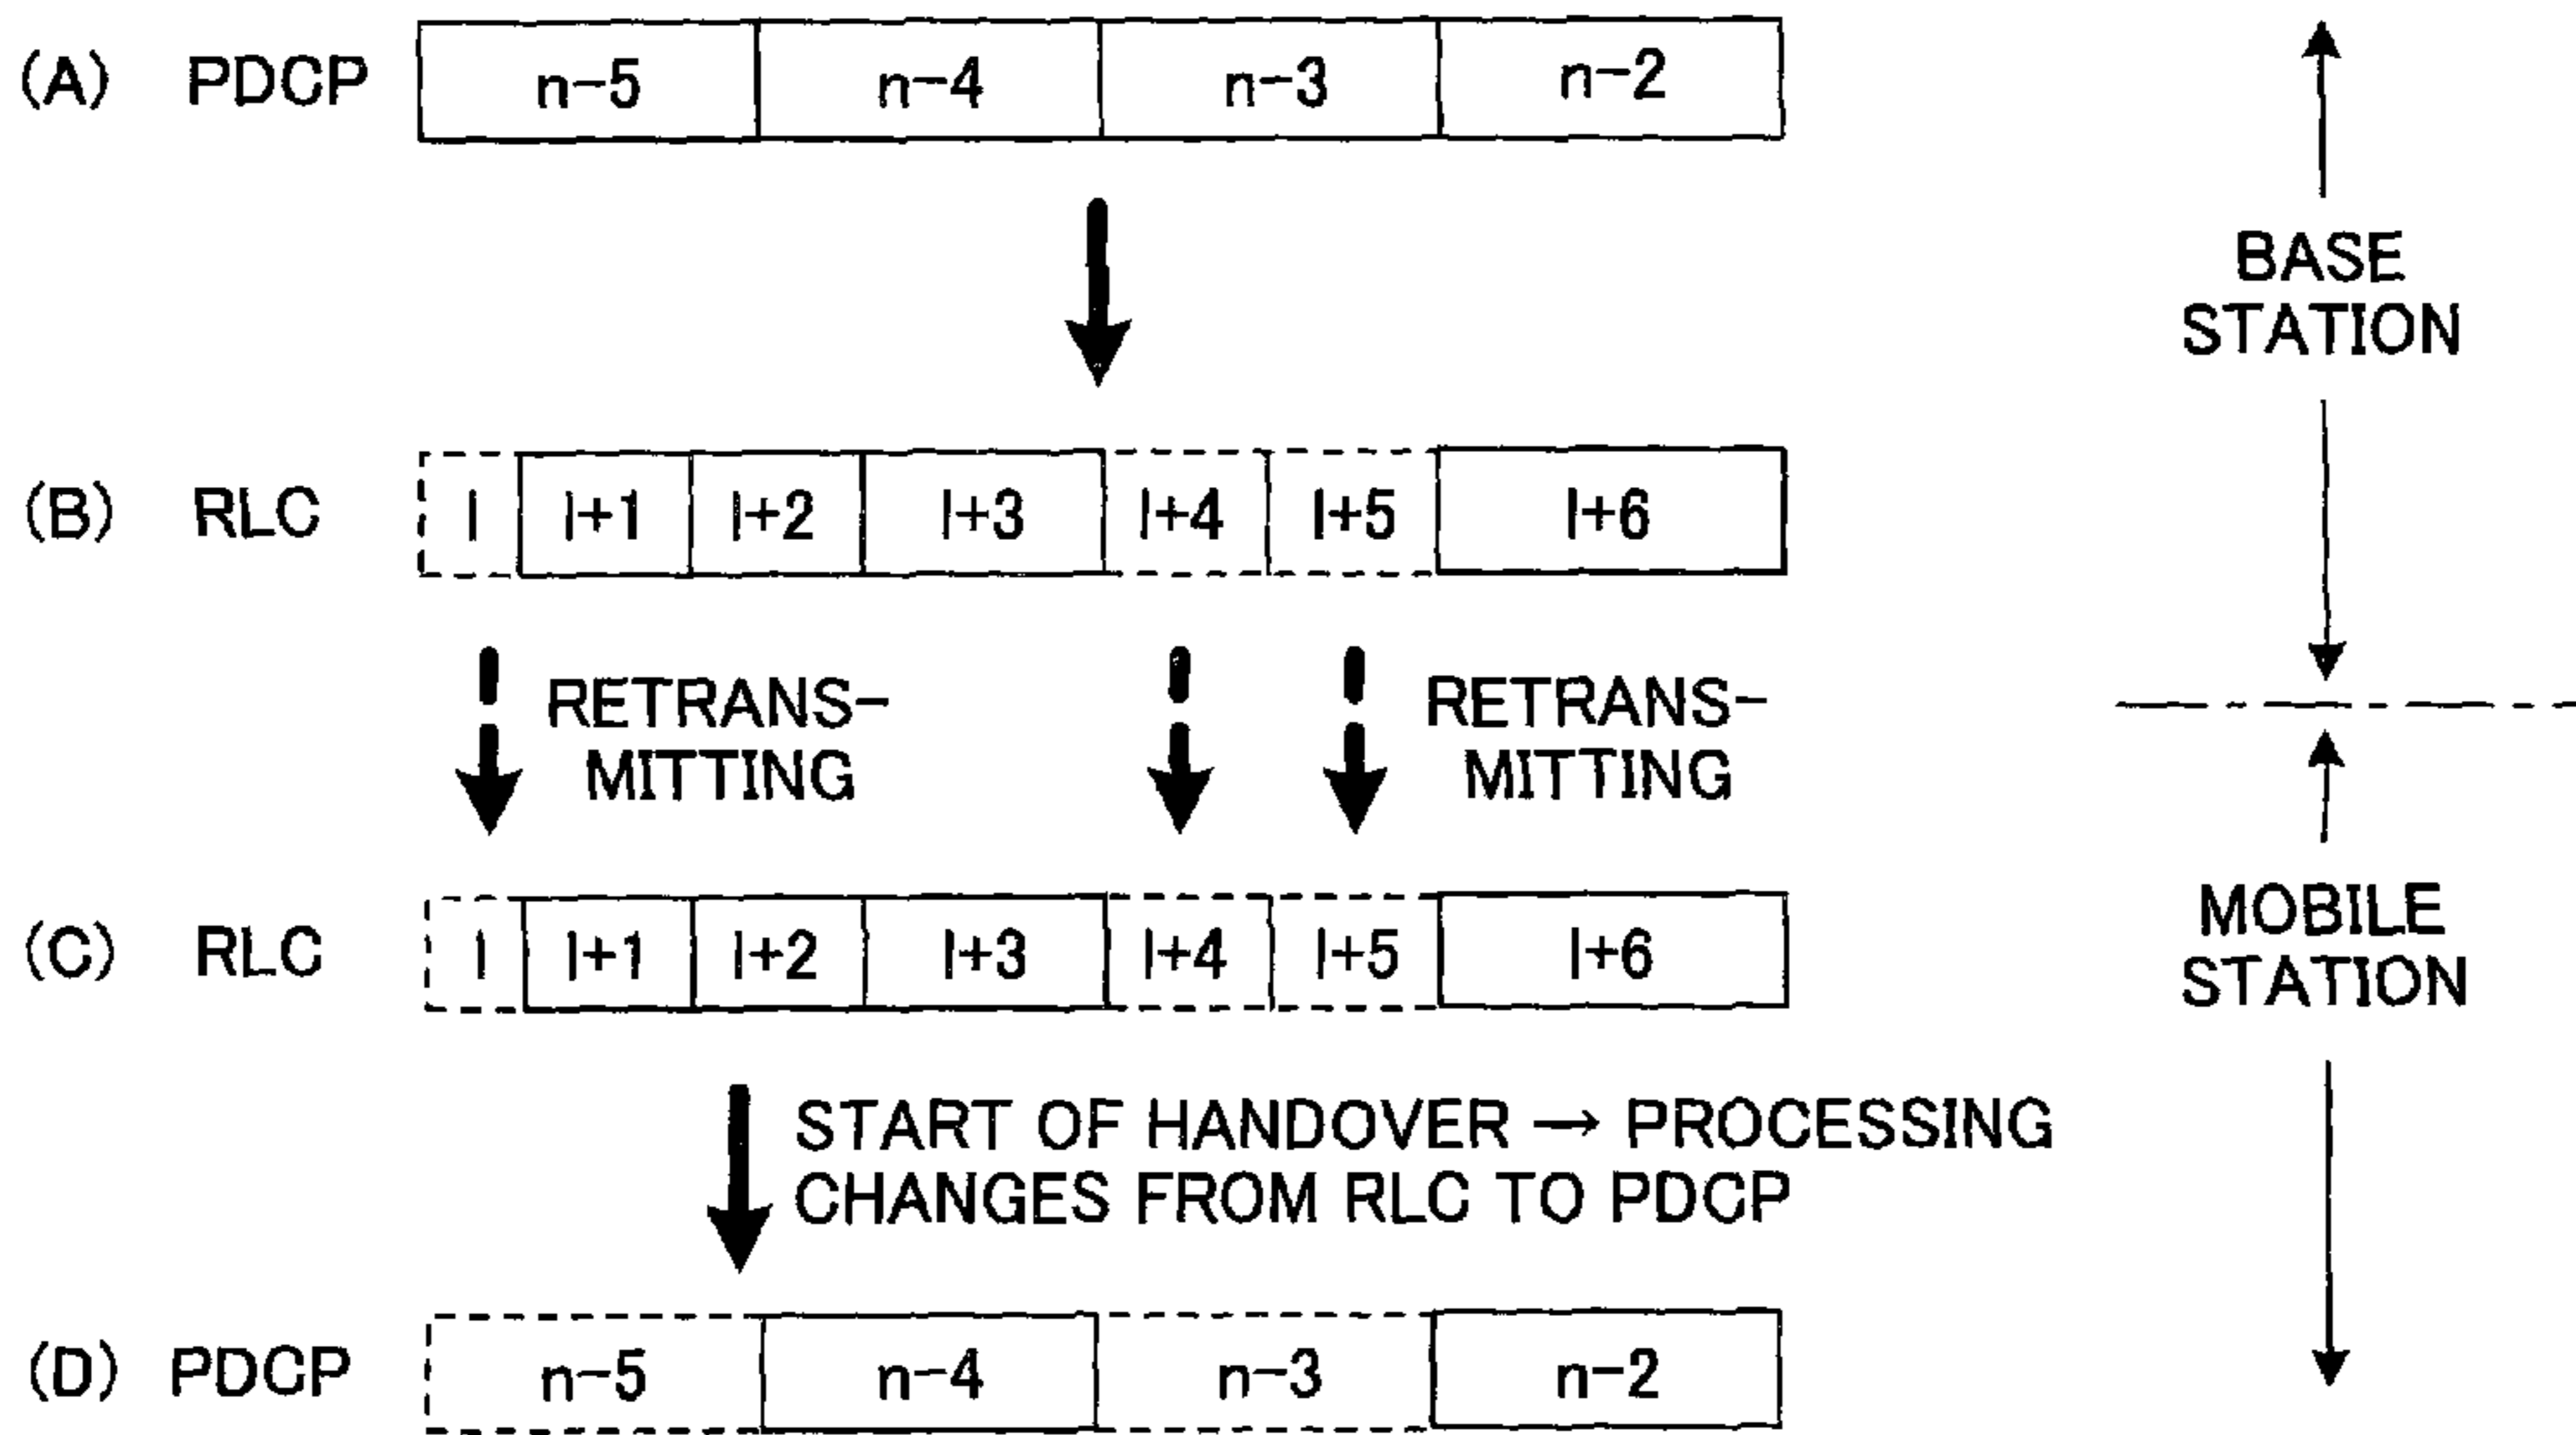 (A) PDCP n-5 n-4 n-3 n-2
BASE
STATION
(B) RLC l l+1 l+2 l+3 l+4 l+5 l+6
RETRANS-
MITTING
RETRANS-
MITTING
(C) RLC l l+1 l+2 l+3 l+4 l+5 l+6
MOBILE
STATION
START OF HANDOVER → PROCESSING
CHANGES FROM RLC TO PDCP
(D) PDCP n-5 n-4 n-3 n-2